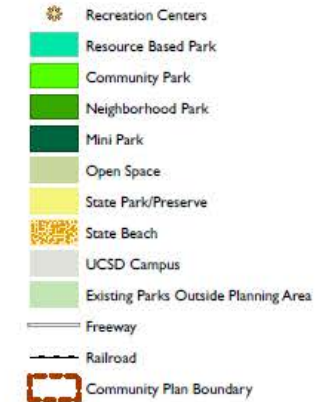 Recreation Centers
Resource Based Park
Community Park
Neighborhood Park
Mini Park
Open Space
State Park/Preserve
State Beach
UCSD Campus
Existing Parks Outside Planning Area
Freeway
Railroad
Community Plan Boundary